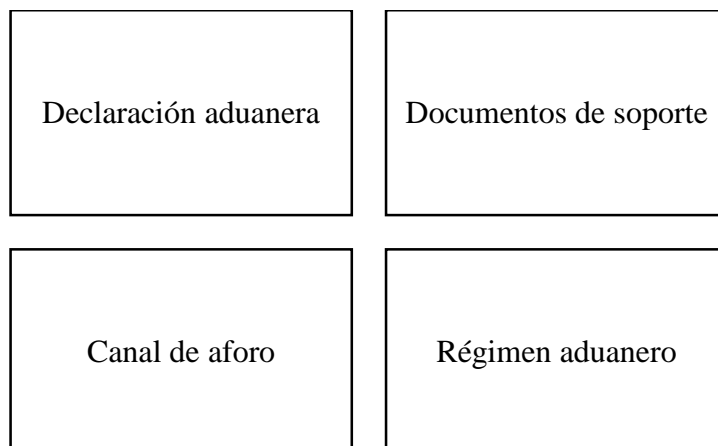 Declaración aduanera
Documentos de soporte
Canal de aforo
Régimen aduanero